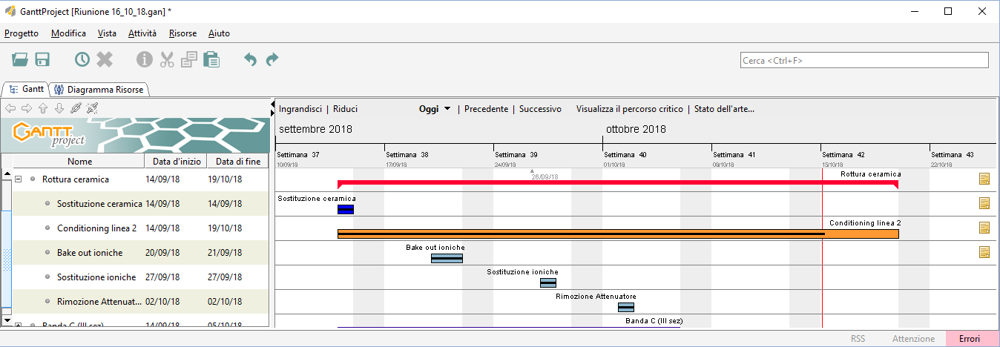 GanttProject [Riunione 16_10_18.gan] *
Progetto Modifica Vista Attività Risorse Aiuto
Cerca <Ctrl+F>
Gantt Diagramma Risorse
Ingrandisci | Riduci Oggi | Precedente | Successivo Visualizza il percorso critico | Stato dell'arte...
GANTT project
settembre 2018 ottobre 2018
Nome Data d'inizio Data di fine
Settimana 37 Settimana 38 Settimana 39 Settimana 40 Settimana 41 Settimana 42 Settimana 43
10/09/18 17/09/18 24/09/18 01/10/18 08/10/18 15/10/18 22/10/18
Rottura ceramica 14/09/18 19/10/18 26/09/18 Rottura ceramica
Sostituzione ceramica 14/09/18 14/09/18 Sostituzione ceramica
Conditioning linea 2 14/09/18 19/10/18 Conditioning linea 2
Bake out ioniche 20/09/18 21/09/18 Bake out ioniche
Sostituzione ioniche 27/09/18 27/09/18 Sostituzione ioniche
Rimozione Attenuat... 02/10/18 02/10/18 Rimozione Attenuatore
Banda C (III sez) 14/09/18 05/10/18 Banda C (III sez)
RSS Attenzione Errori